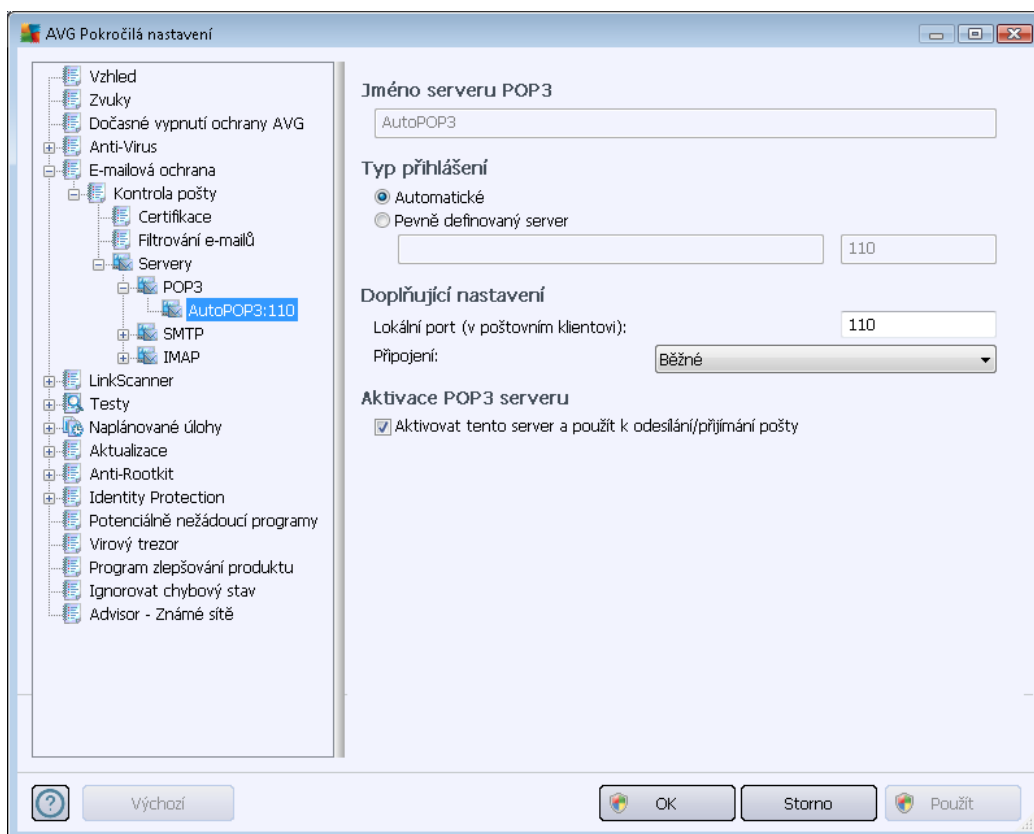 AVG Pokročilá nastavení
Vzhled
Zvuky
Dočasné vypnutí ochrany AVG
Anti-Virus
E-mailová ochrana
Kontrola pošty
Certifikace
Filtrování e-mailů
Servery
POP3
AutoPOP3:110
SMTP
IMAP
LinkScanner
Testy
Naplánované úlohy
Aktualizace
Anti-Rootkit
Identity Protection
Potenciálně nežádoucí programy
Virový trezor
Program zlepšování produktu
Ignorovat chybový stav
Advisor - Známé sítě
Jméno serveru POP3
AutoPOP3
Typ přihlášení
Automatické
Pevně definovaný server
110
Doplňující nastavení
Lokální port (v poštovním klientovi): 110
Připojení: Běžné
Aktivace POP3 serveru
Aktivovat tento server a použít k odesílání/přijímání pošty
? Výchozí OK Storno Použít